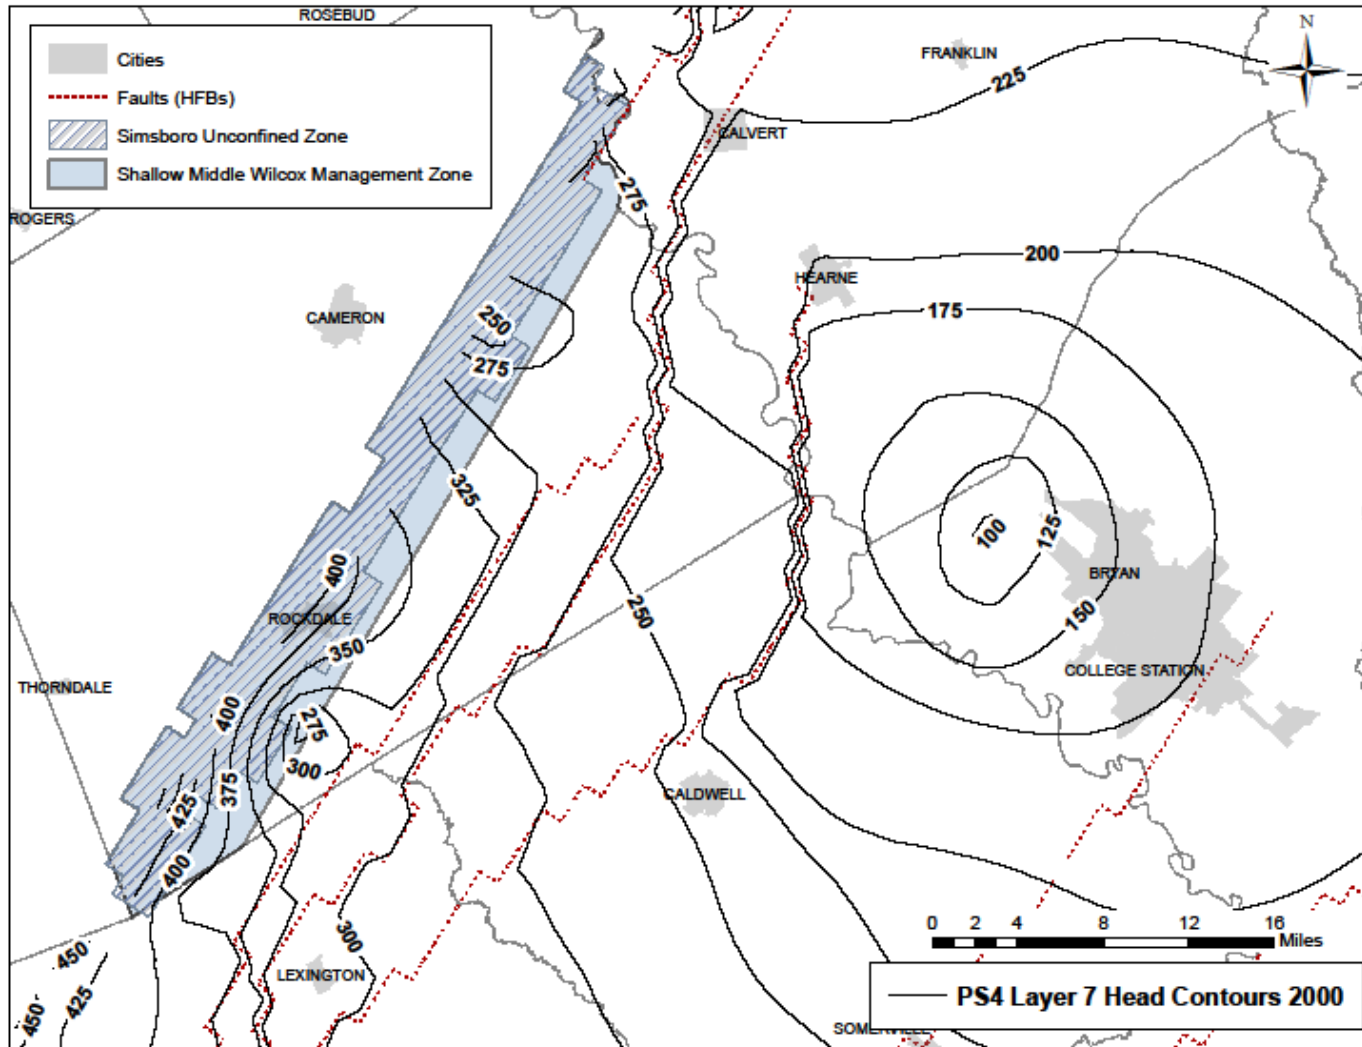 ROSEBUD
Cities
Faults (HFBs)
Simsboro Unconfined Zone
Shallow Middle Wilcox Management Zone
FRANKLIN
N
225
CALVERT
275
ROGERS
200
HEARNE
175
CAMERON
250
275
325
100
125
400
BRYAN
ROCKDALE
250
150
350
COLLEGE STATION
THORNDALE
400
275
300
375
CALDWELL
425
400
0 2 4 8 12 16
Miles
300
450
LEXINGTON
425
450
PS4 Layer 7 Head Contours 2000
SOMERVILLE